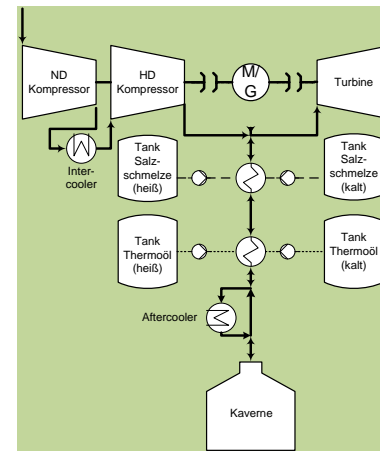 ND
Kompressor
HD
Kompressor
M/
G
Turbine
Inter-
cooler
Tank
Salz-
schmelze
(heiß)
Tank
Salz-
schmelze
(kalt)
Tank
Thermoöl
(heiß)
Tank
Thermoöl
(kalt)
Aftercooler
Kaverne